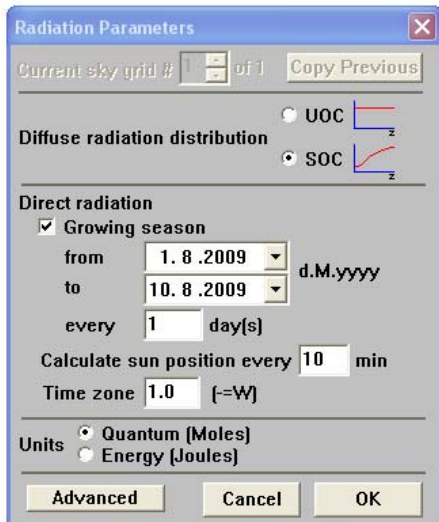 Radiation Parameters
Current sky grid # 1 of 1 Copy Previous
Diffuse radiation distribution
UOC
z
SOC
z
Direct radiation
Growing season
from 1. 8 .2009
to 10. 8 .2009
d.M.yyyy
every 1 day(s)
Calculate sun position every 10 min
Time zone 1.0 (-=W)
Units
Quantum (Moles)
Energy (Joules)
Advanced Cancel OK